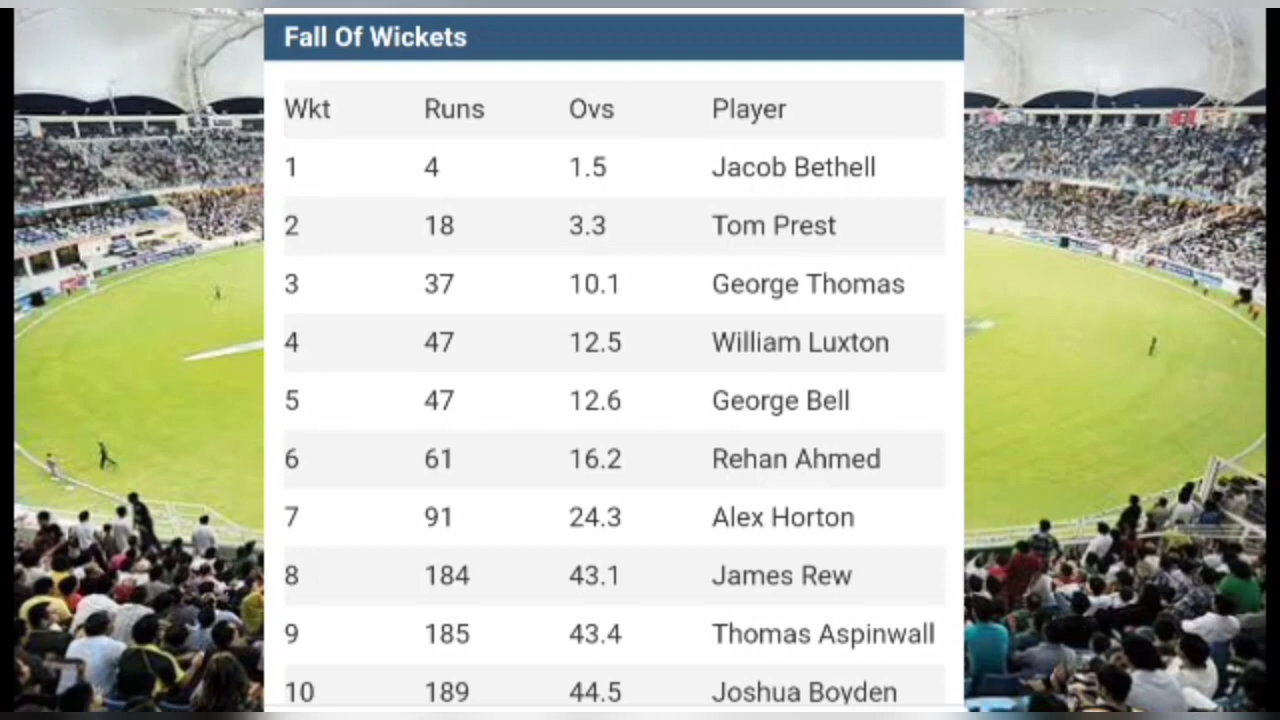 Fall Of Wickets
Wkt Runs Ovs Player
1 4 1.5 Jacob Bethell
2 18 3.3 Tom Prest
3 37 10.1 George Thomas
4 47 12.5 William Luxton
5 47 12.6 George Bell
6 61 16.2 Rehan Ahmed
7 91 24.3 Alex Horton
8 184 43.1 James Rew
9 185 43.4 Thomas Aspinwall
10 189 44.5 Joshua Boyden